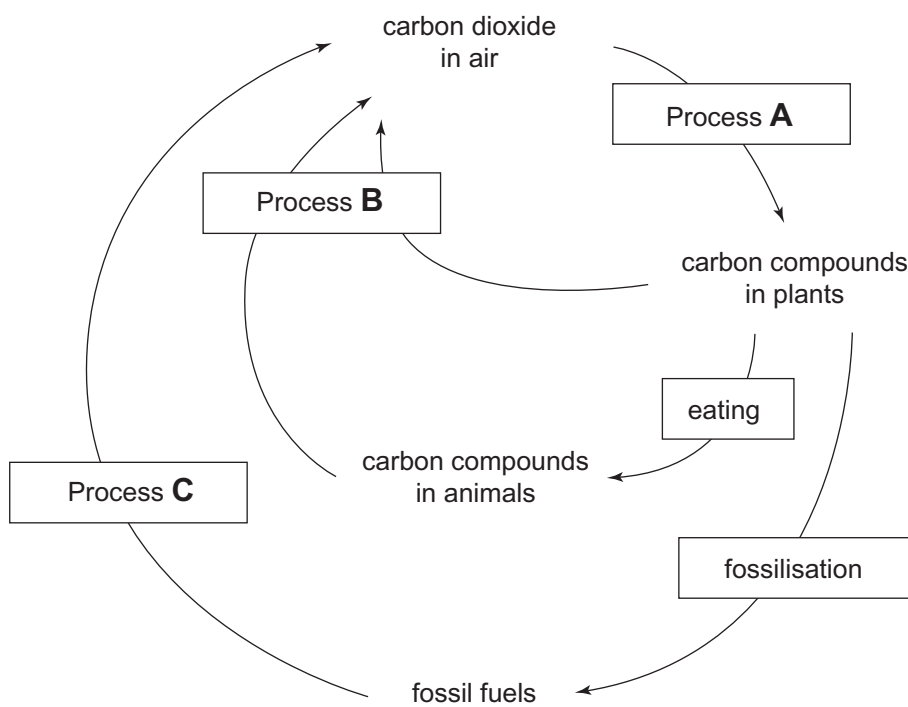 carbon dioxide
in air
Process A
Process B
carbon compounds
in plants
eating
carbon compounds
in animals
Process C
fossilisation
fossil fuels